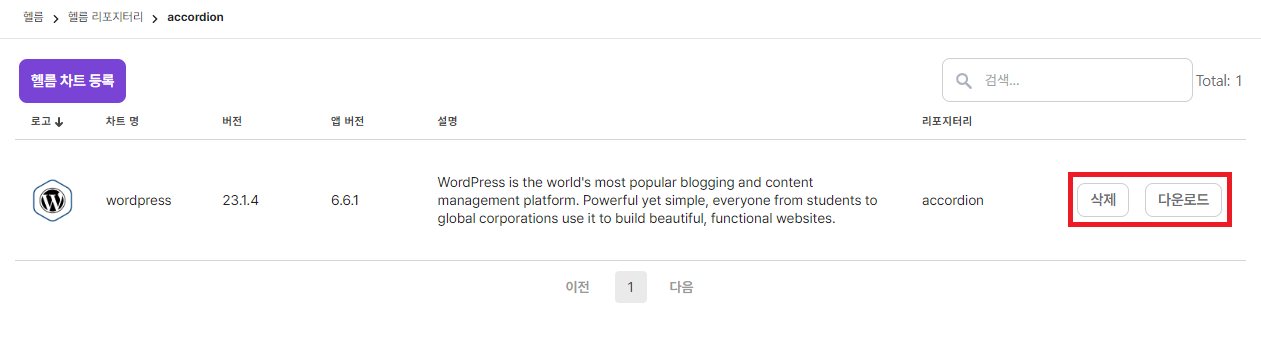 헬름 > 헬름 리포지터리 > accordion
헬름 차트 등록
검색...
Total: 1
로고 차트 명 버전 앱 버전 설명 리포지터리
wordpress 23.1.4 6.6.1
WordPress is the world's most popular blogging and content
management platform. Powerful yet simple, everyone from students to
global corporations use it to build beautiful, functional websites.
accordion
삭제 다운로드
이전 1 다음